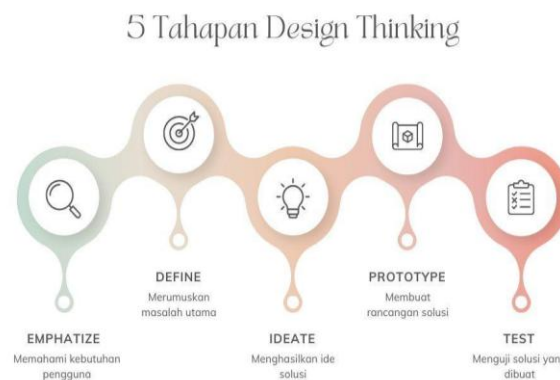 5 Tahapan Design Thinking
EMPHATIZE
Memahami kebutuhan
pengguna
DEFINE
Merumuskan
masalah utama
IDEATE
Menghasilkan ide
solusi
PROTOTYPE
Membuat
rancangan solusi
TEST
Menguji solusi yan
dibuat